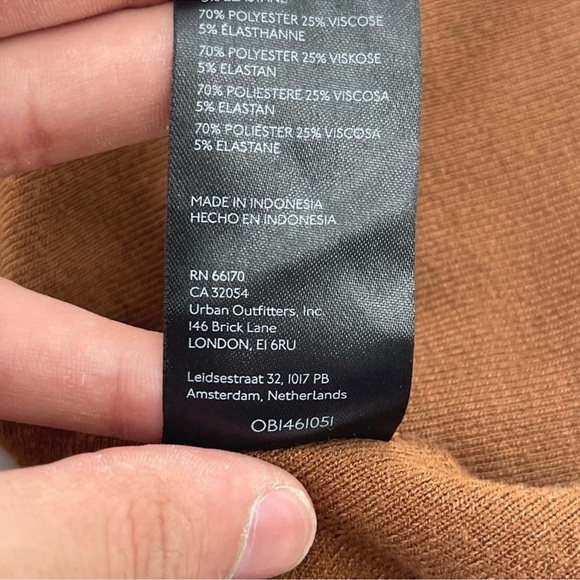 70% POLYESTER 25% VISCOSE
5% ÉLASTHANNE
70% POLYESTER 25% VISKOSE
5% ELASTAN
70% POLIESTERE 25% VISCOSA
5% ELASTAN
70% POLIÉSTER 25% VISCOSA
5% ELASTANE
MADE IN INDONESIA
HECHO EN INDONESIA
RN 66170
CA 32054
Urban Outfitters, Inc.
146 Brick Lane
LONDON, E1 6RU
Leidsestraat 32, 1017 PB
Amsterdam, Netherlands
OB1461051